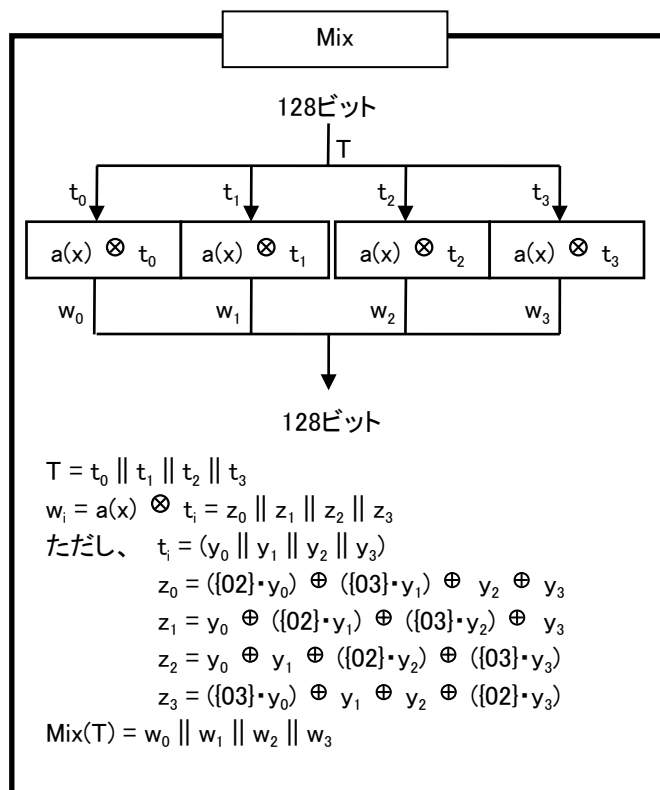 Mix
128ビット
T
t₀ t₁ t₂ t₃
a(x) ⊗ t₀ a(x) ⊗ t₁ a(x) ⊗ t₂ a(x) ⊗ t₃
w₀ w₁ w₂ w₃
128ビット
T = t₀ || t₁ || t₂ || t₃
wᵢ = a(x) ⊗ tᵢ = z₀ || z₁ || z₂ || z₃
ただし、 tᵢ = (y₀ || y₁ || y₂ || y₃)
z₀ = ({02}・y₀) ⊕ ({03}・y₁) ⊕ y₂ ⊕ y₃
z₁ = y₀ ⊕ ({02}・y₁) ⊕ ({03}・y₂) ⊕ y₃
z₂ = y₀ ⊕ y₁ ⊕ ({02}・y₂) ⊕ ({03}・y₃)
z₃ = ({03}・y₀) ⊕ y₁ ⊕ y₂ ⊕ ({02}・y₃)
Mix(T) = w₀ || w₁ || w₂ || w₃